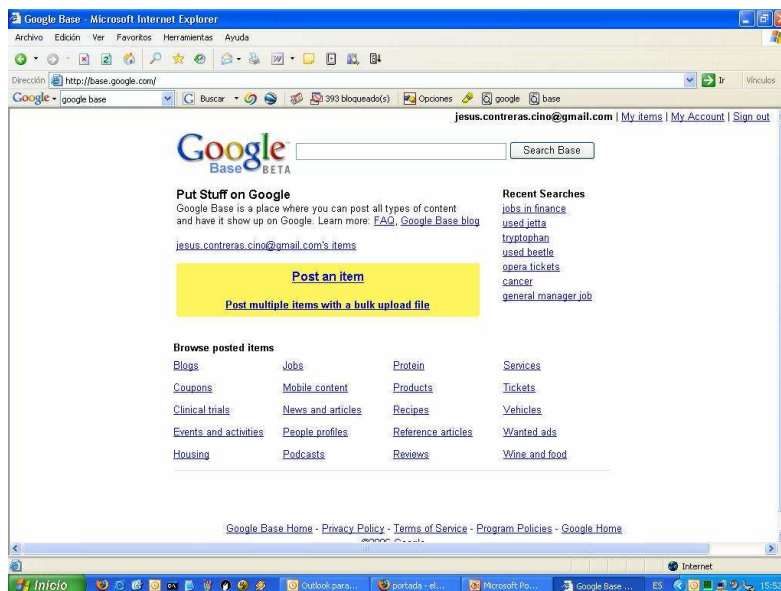 Google Base - Microsoft Internet Explorer
Archivo Edición Ver Favoritos Herramientas Ayuda
Dirección http://base.google.com/ Ir Vínculos
Google google base Buscar 393 bloqueado(s) Opciones google base
jesus.contreras.cino@gmail.com | My items | My Account | Sign out
Google Base BETA Search Base
Put Stuff on Google
Google Base is a place where you can post all types of content
and have it show up on Google. Learn more: FAQ, Google Base blog
jesus.contreras.cino@gmail.com's items
Post an item
Post multiple items with a bulk upload file
Recent Searches
jobs in finance
used jetta
tryptophan
used beetle
opera tickets
cancer
general manager job
Browse posted items
Blogs Jobs Protein Services
Coupons Mobile content Products Tickets
Clinical trials News and articles Recipes Vehicles
Events and activities People profiles Reference articles Wanted ads
Housing Podcasts Reviews Wine and food
Google Base Home - Privacy Policy - Terms of Service - Program Policies - Google Home
Internet
Inicio Outlook para... portada - el... Microsoft Po... Google Base ... ES 15:52